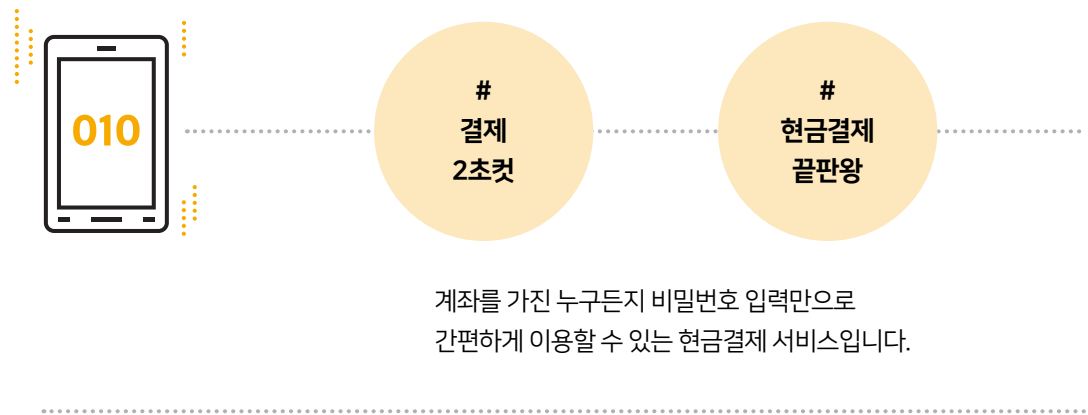 010
#
결제
2초컷
#
현금결제
끝판왕
계좌를 가진 누구든지 비밀번호 입력만으로
간편하게 이용할 수 있는 현금결제 서비스입니다.